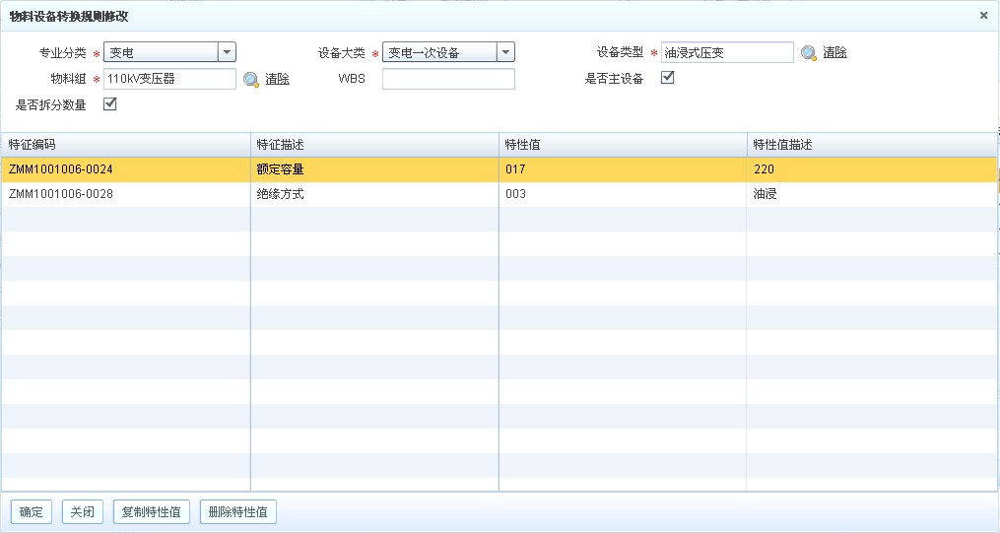 物料设备转换规则修改
专业分类 * 变电 设备大类 * 变电一次设备 设备类型 * 油浸式压变 清除
物料组 * 110kV变压器 清除 WBS 是否主设备
是否拆分数量
特征编码 特征描述 特性值 特性值描述
ZMM1001006-0024 额定容量 017 220
ZMM1001006-0028 绝缘方式 003 油浸
确定 关闭 复制特性值 删除特性值